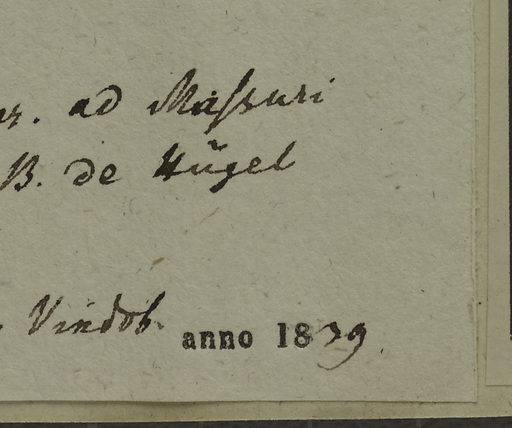 ad Massuri
B. de Hügel
Vindob.
anno 1839